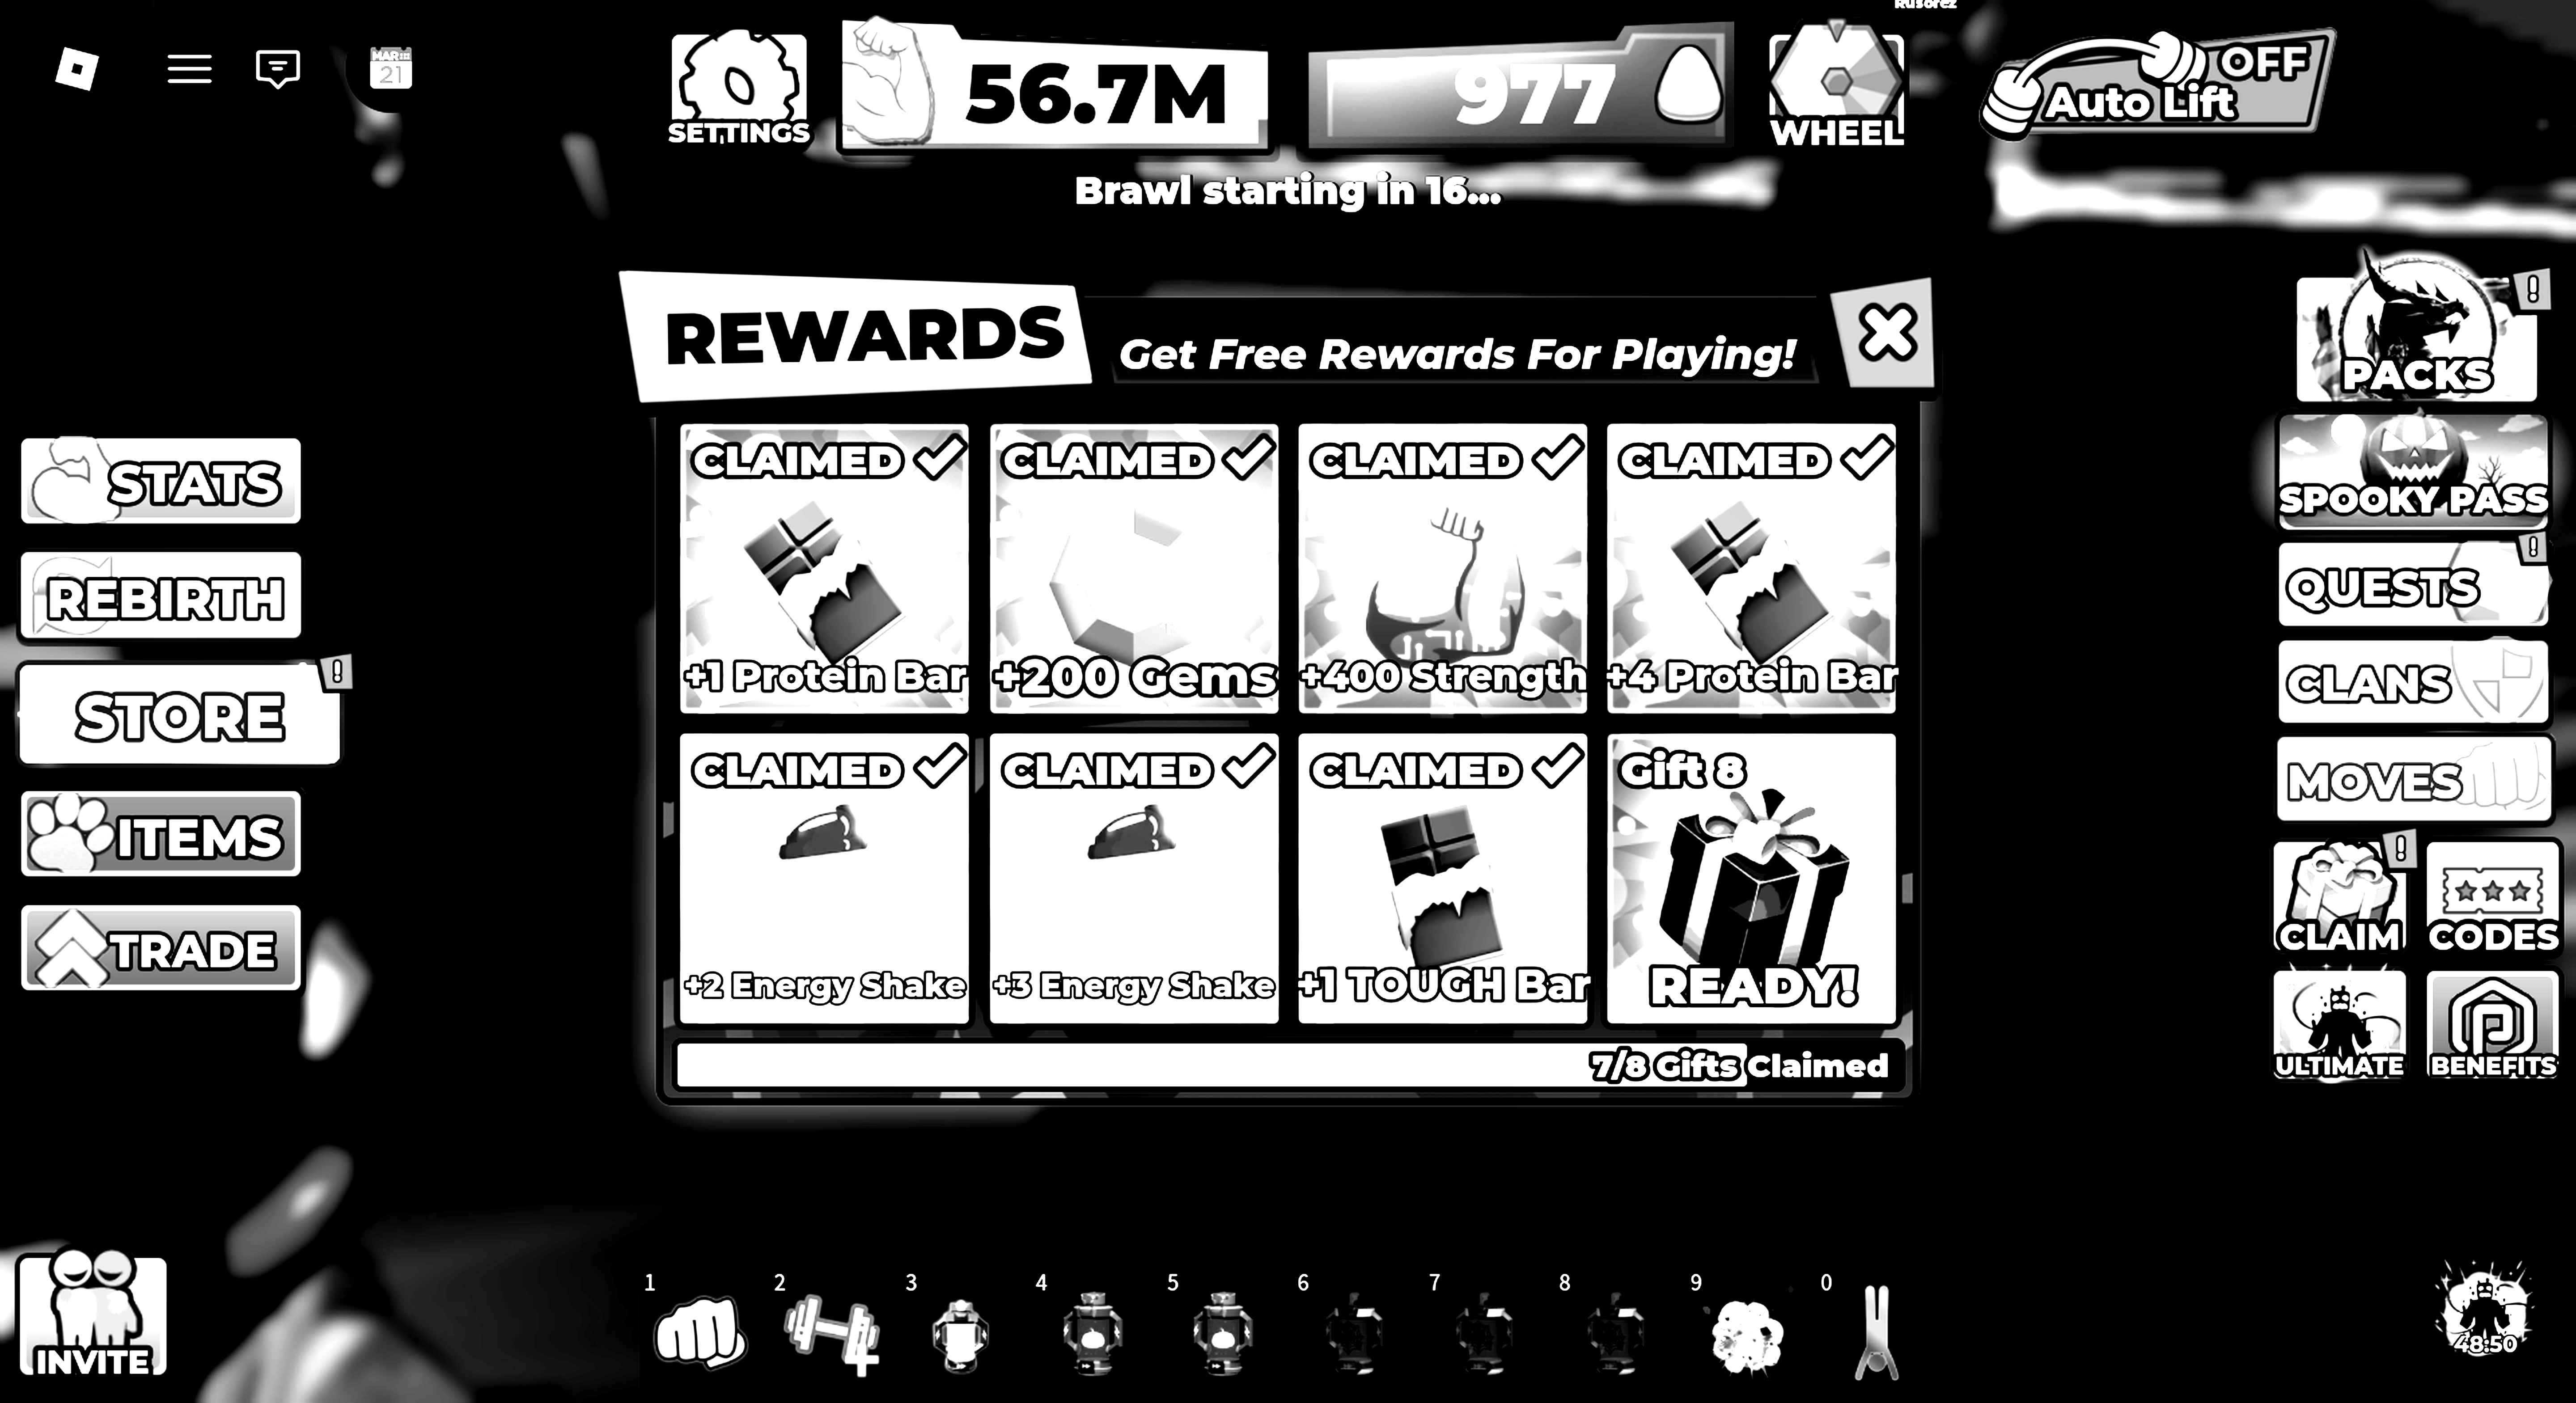 Rusorez
MAR
21
SETTINGS
56.7M
977
WHEEL
OFF
Auto Lift
Brawl starting in 16...
REWARDS
Get Free Rewards For Playing!
PACKS
!
CLAIMED
CLAIMED
CLAIMED
CLAIMED
+1 Protein Bar
+200 Gems
+400 Strength
+4 Protein Bar
CLAIMED
CLAIMED
CLAIMED
Gift 8
+2 Energy Shake
+3 Energy Shake
+1 TOUGH Bar
READY!
7/8 Gifts Claimed
STATS
REBIRTH
!
STORE
ITEMS
TRADE
SPOOKY PASS
!
QUESTS
CLANS
MOVES
!
CLAIM
CODES
ULTIMATE
BENEFITS
INVITE
1
2
3
4
5
6
7
8
9
0
48:50